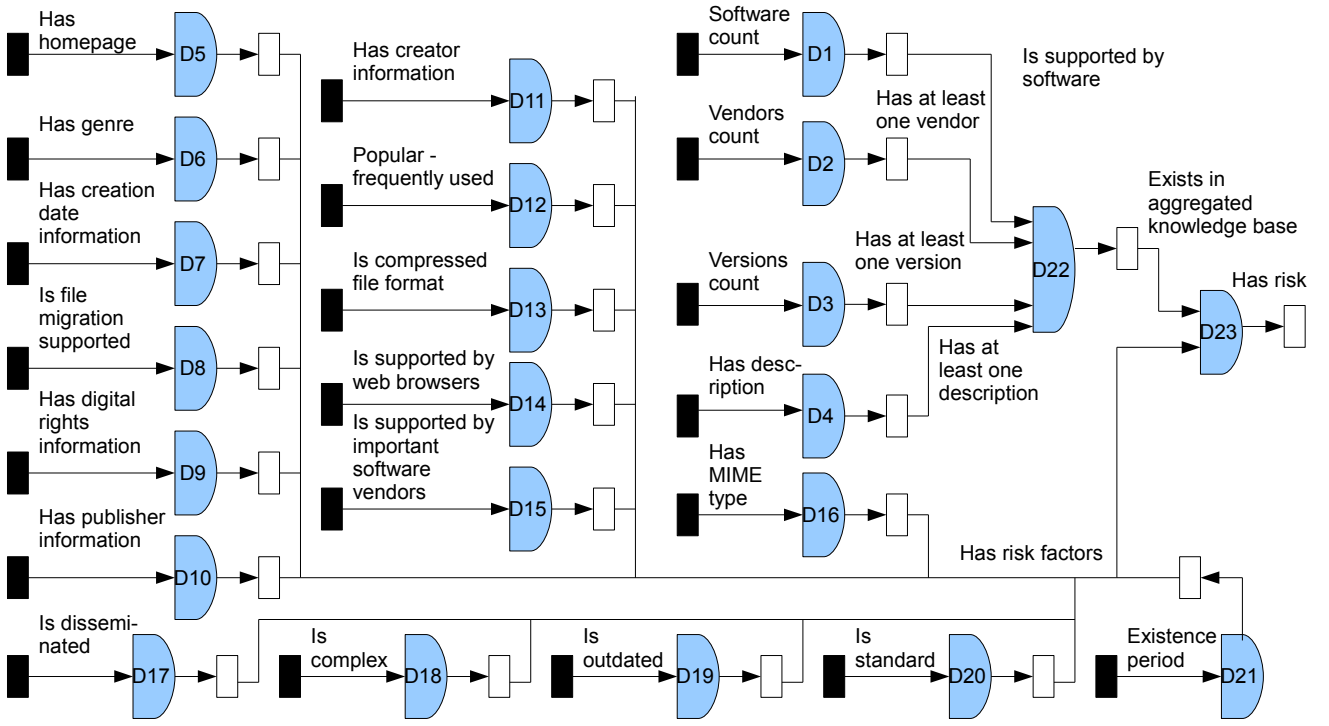 Has
homepage
D5
Has genre
D6
Has creation
date
information
D7
Is file
migration
supported
D8
Has digital
rights
information
D9
Has publisher
information
D10
Has creator
information
D11
Popular -
frequently used
D12
Is compressed
file format
D13
Is supported by
web browsers
D14
Is supported by
important
software
vendors
D15
Software
count
D1
Vendors
count
D2
Versions
count
D3
Has desc-
ription
D4
Has
MIME
type
D16
Is supported by
software
Has at least
one vendor
Has at least
one version
Has at
least one
description
D22
Exists in
aggregated
knowledge base
D23
Has risk
Has risk factors
Is dissemi-
nated
D17
Is
complex
D18
Is
outdated
D19
Is
standard
D20
Existence
period
D21